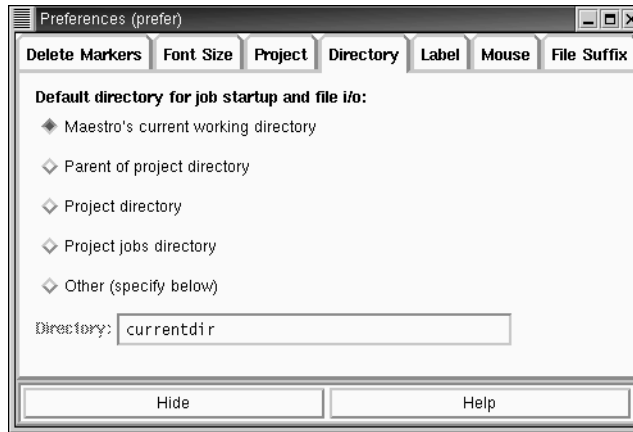 Preferences (prefer)
Delete Markers Font Size Project Directory Label Mouse File Suffix
Default directory for job startup and file i/o:
Maestro's current working directory
Parent of project directory
Project directory
Project jobs directory
Other (specify below)
Directory: currentdir
Hide Help